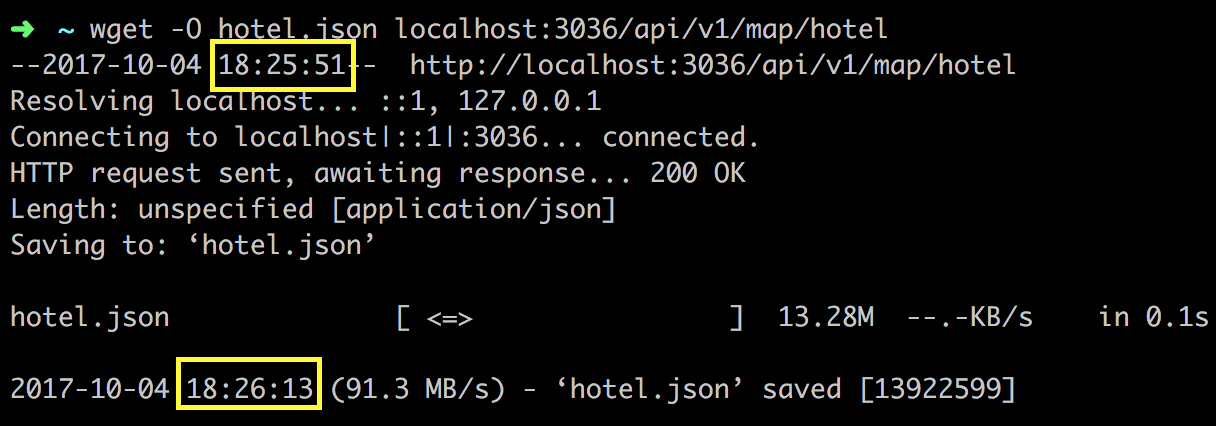 ➜ ~ wget -O hotel.json localhost:3036/api/v1/map/hotel
--2017-10-04 18:25:51-- http://localhost:3036/api/v1/map/hotel
Resolving localhost... ::1, 127.0.0.1
Connecting to localhost|::1|:3036... connected.
HTTP request sent, awaiting response... 200 OK
Length: unspecified [application/json]
Saving to: ‘hotel.json’
hotel.json [ <=> ] 13.28M --.-KB/s in 0.1s
2017-10-04 18:26:13 (91.3 MB/s) - ‘hotel.json’ saved [13922599]